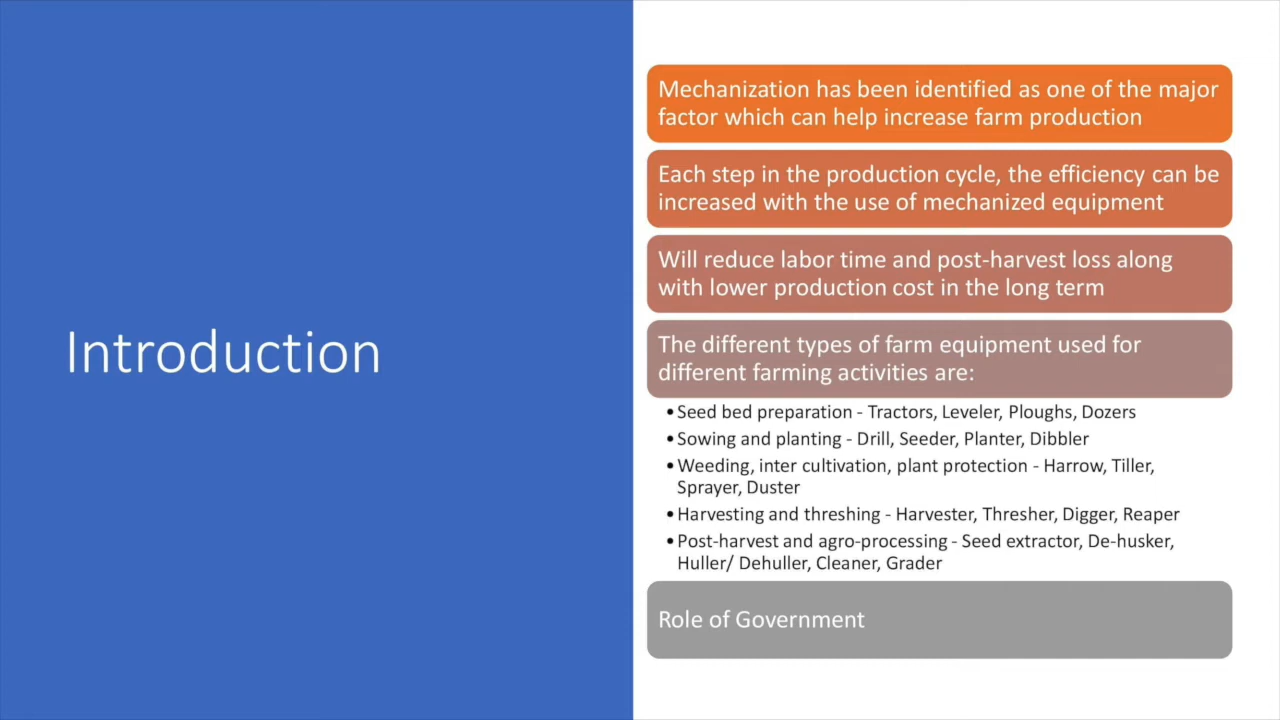 Introduction
Mechanization has been identified as one of the major
factor which can help increase farm production
Each step in the production cycle, the efficiency can be
increased with the use of mechanized equipment
Will reduce labor time and post-harvest loss along
with lower production cost in the long term
The different types of farm equipment used for
different farming activities are:
•Seed bed preparation - Tractors, Leveler, Ploughs, Dozers
•Sowing and planting - Drill, Seeder, Planter, Dibbler
•Weeding, inter cultivation, plant protection - Harrow, Tiller,
Sprayer, Duster
•Harvesting and threshing - Harvester, Thresher, Digger, Reaper
•Post-harvest and agro-processing - Seed extractor, De-husker,
Huller/ Dehuller, Cleaner, Grader
Role of Government